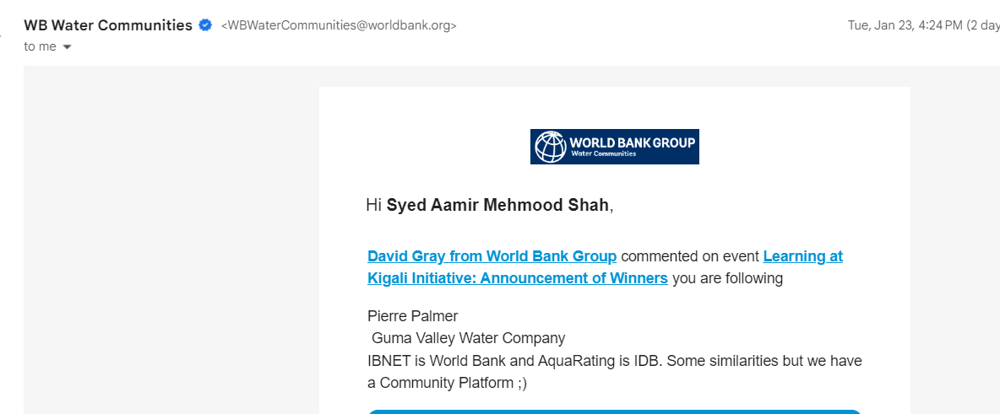 WB Water Communities <WBWaterCommunities@worldbank.org> Tue, Jan 23, 4:24 PM (2 day
to me
WORLD BANK GROUP
Water Communities
Hi Syed Aamir Mehmood Shah,
David Gray from World Bank Group commented on event Learning at
Kigali Initiative: Announcement of Winners you are following
Pierre Palmer
Guma Valley Water Company
IBNET is World Bank and AquaRating is IDB. Some similarities but we have
a Community Platform ;)